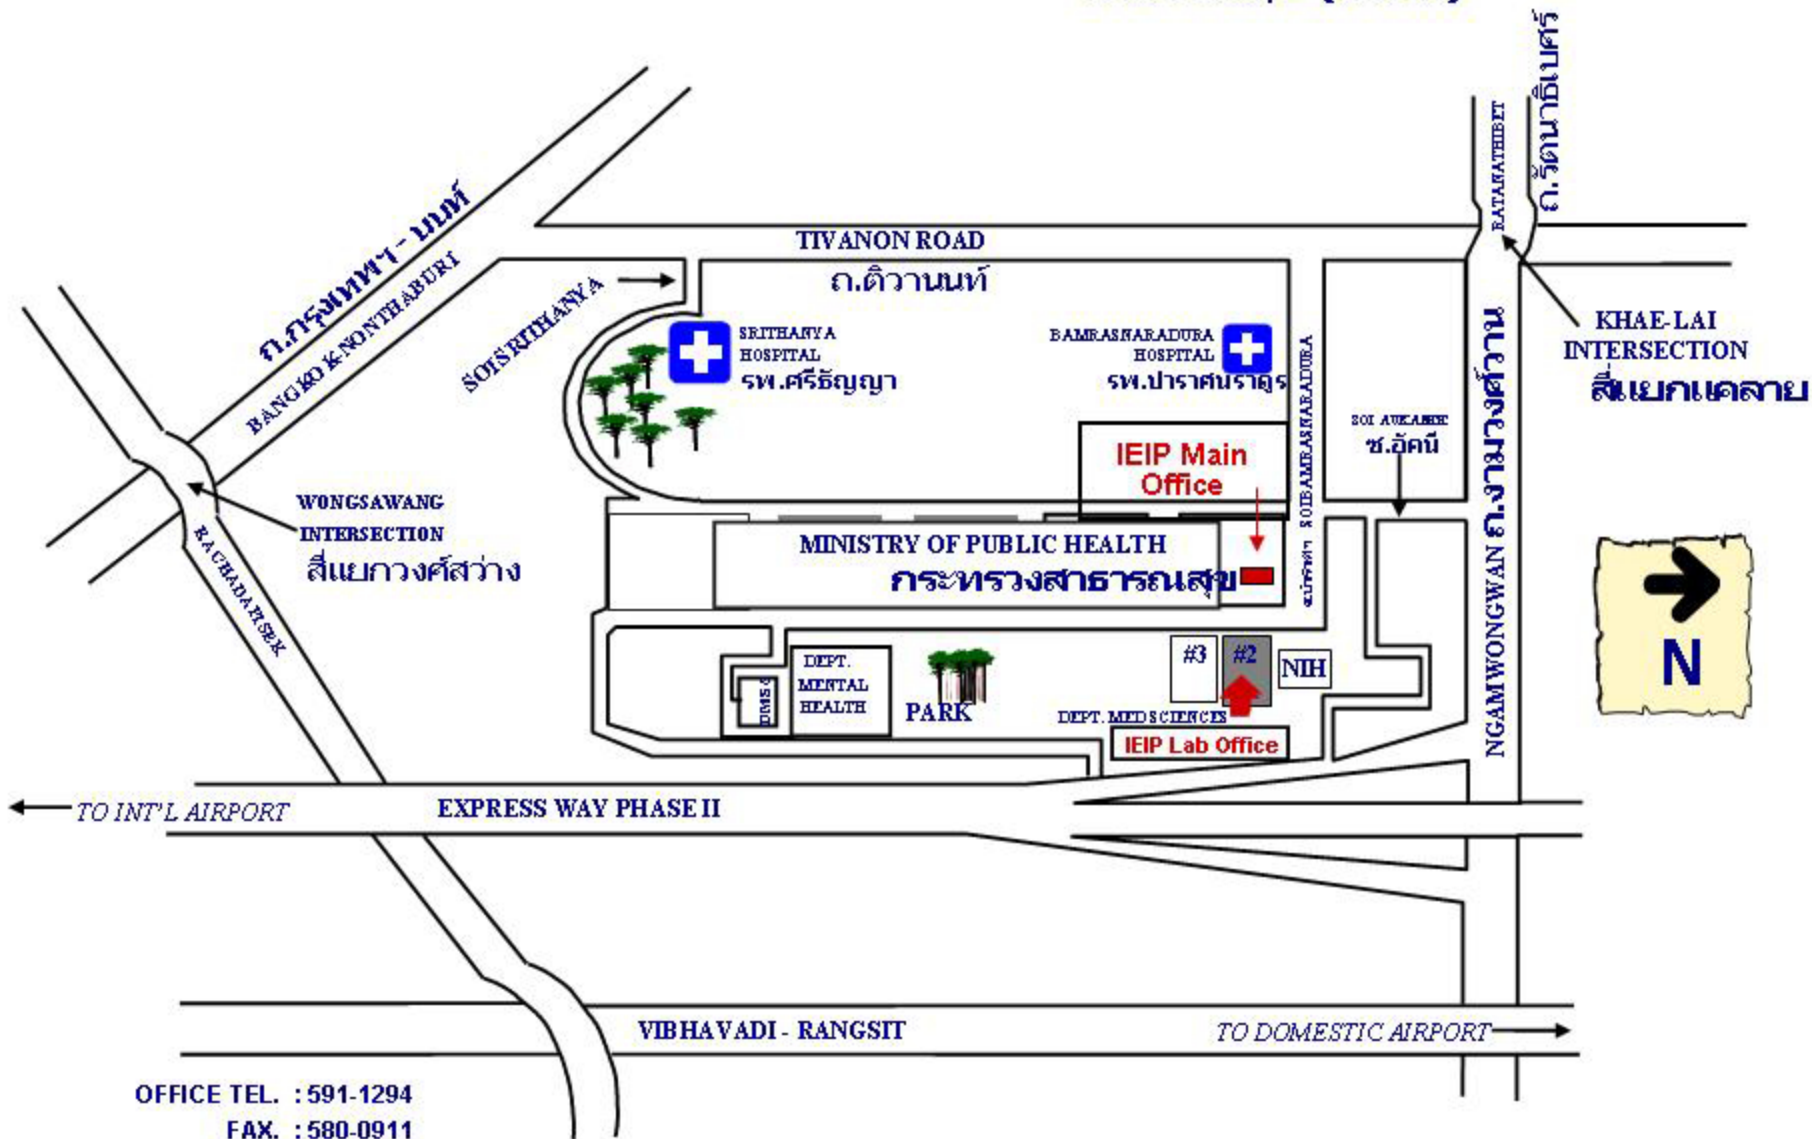 ถ.รัตนาธิเบศร์
RATANATHIBET
ถ.กรุงเทพฯ - นนท์
BANGKOK-NONTHABURI
TIVANON ROAD
ถ.ติวานนท์
SOI SRITHANYA
SRITHANYA
HOSPITAL
รพ.ศรีธัญญา
BAMRASNARADURA
HOSPITAL
รพ.บำราศนราดูร
SOI BAMRASNARADURA
KHAE-LAI
INTERSECTION
สี่แยกแคลาย
ซ.อัคนี
IEIP Main
Office
NGAMWONGWAN ถ.งามวงศ์วาน
WONGSAWANG
INTERSECTION
สี่แยกวงศ์สว่าง
RACHADAPISEK
MINISTRY OF PUBLIC HEALTH
กระทรวงสาธารณสุข
N
DEPT.
MENTAL
HEALTH
PARK
#3
#2
NIH
DEPT. MED SCIENCES
IEIP Lab Office
TO INT'L AIRPORT
EXPRESS WAY PHASE II
VIBHAVADI - RANGSIT
TO DOMESTIC AIRPORT
OFFICE TEL. : 591-1294
FAX. : 580-0911